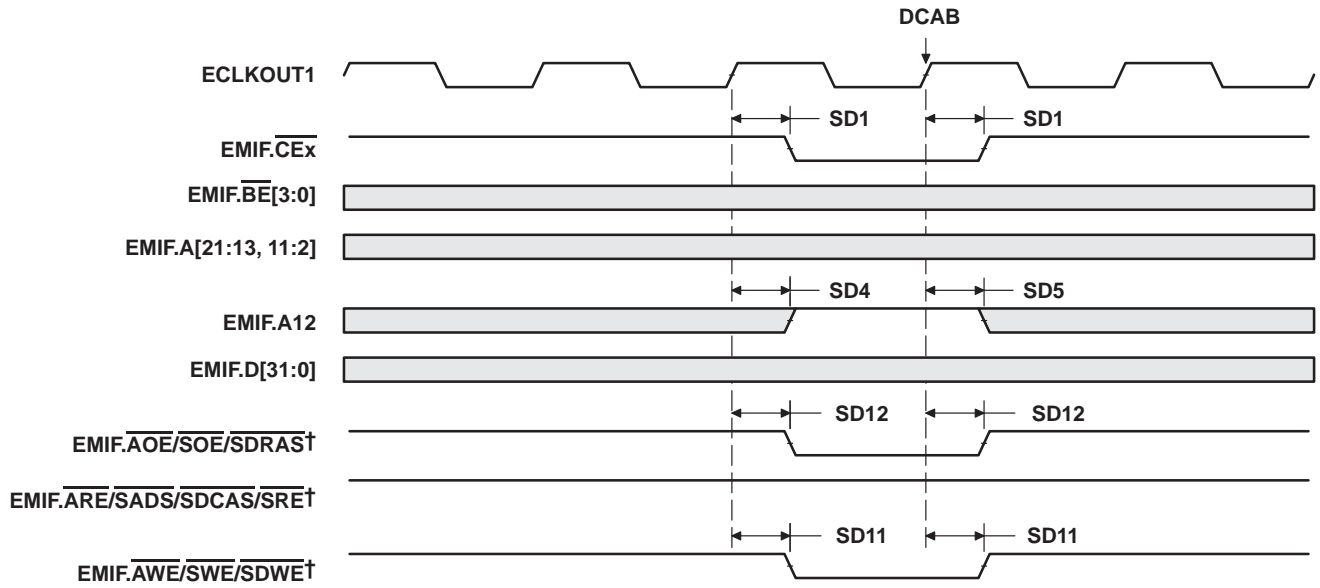 DCAB
ECLKOUT1
SD1 SD1
EMIF.CEx
EMIF.BE[3:0]
EMIF.A[21:13, 11:2]
SD4 SD5
EMIF.A12
EMIF.D[31:0]
SD12 SD12
EMIF.AOE/SOE/SDRAS†
EMIF.ARE/SADS/SDCAS/SRE†
SD11 SD11
EMIF.AWE/SWE/SDWE†